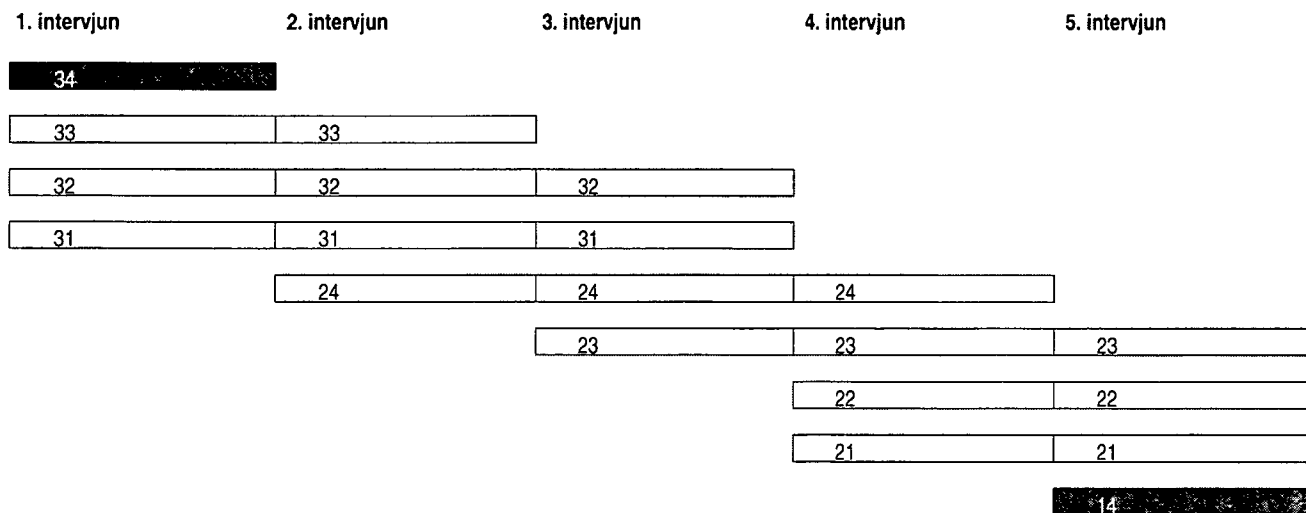 1. intervjun 2. intervjun 3. intervjun 4. intervjun 5. intervjun
34
33 33
32 32 32
31 31 31
24 24 24
23 23 23
22 22
21 21
14